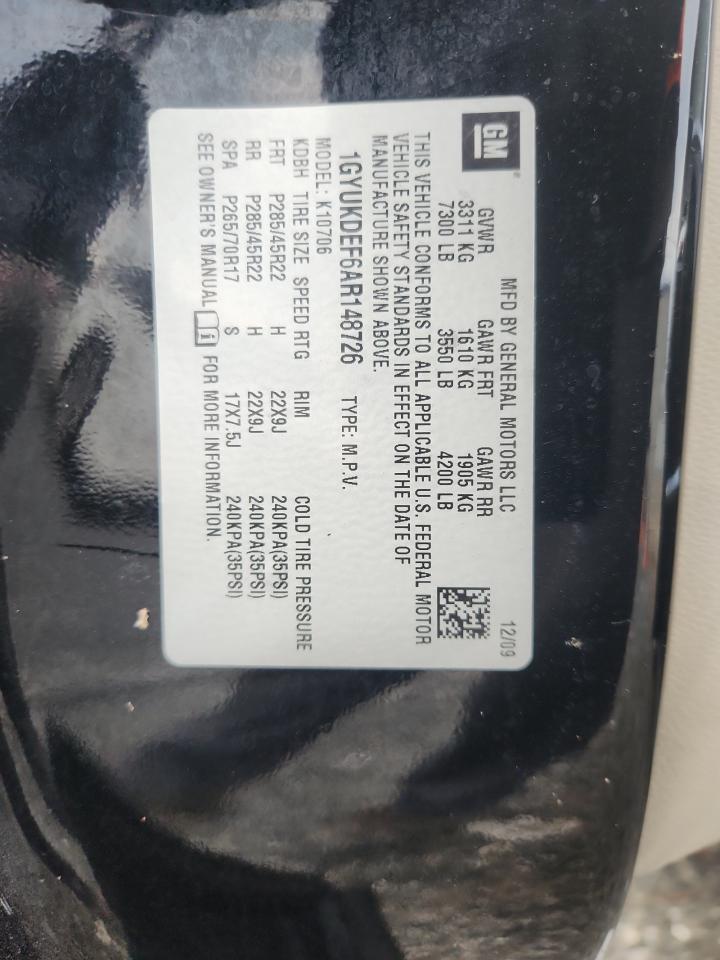 GM
MFD BY GENERAL MOTORS LLC 12/09
GVWR GAWR FRT GAWR RR
3311 KG 1610 KG 1905 KG
7300 LB 3550 LB 4200 LB
THIS VEHICLE CONFORMS TO ALL APPLICABLE U.S. FEDERAL MOTOR
VEHICLE SAFETY STANDARDS IN EFFECT ON THE DATE OF
MANUFACTURE SHOWN ABOVE.
1GYUKDEF6AR148726 TYPE: M.P.V.
MODEL: K10706
KDBH TIRE SIZE SPEED RTG RIM COLD TIRE PRESSURE
FRT P285/45R22 H 22X9J 240KPA(35PSI)
RR P285/45R22 H 22X9J 240KPA(35PSI)
SPA P265/70R17 S 17X7.5J 240KPA(35PSI)
SEE OWNER'S MANUAL i FOR MORE INFORMATION.